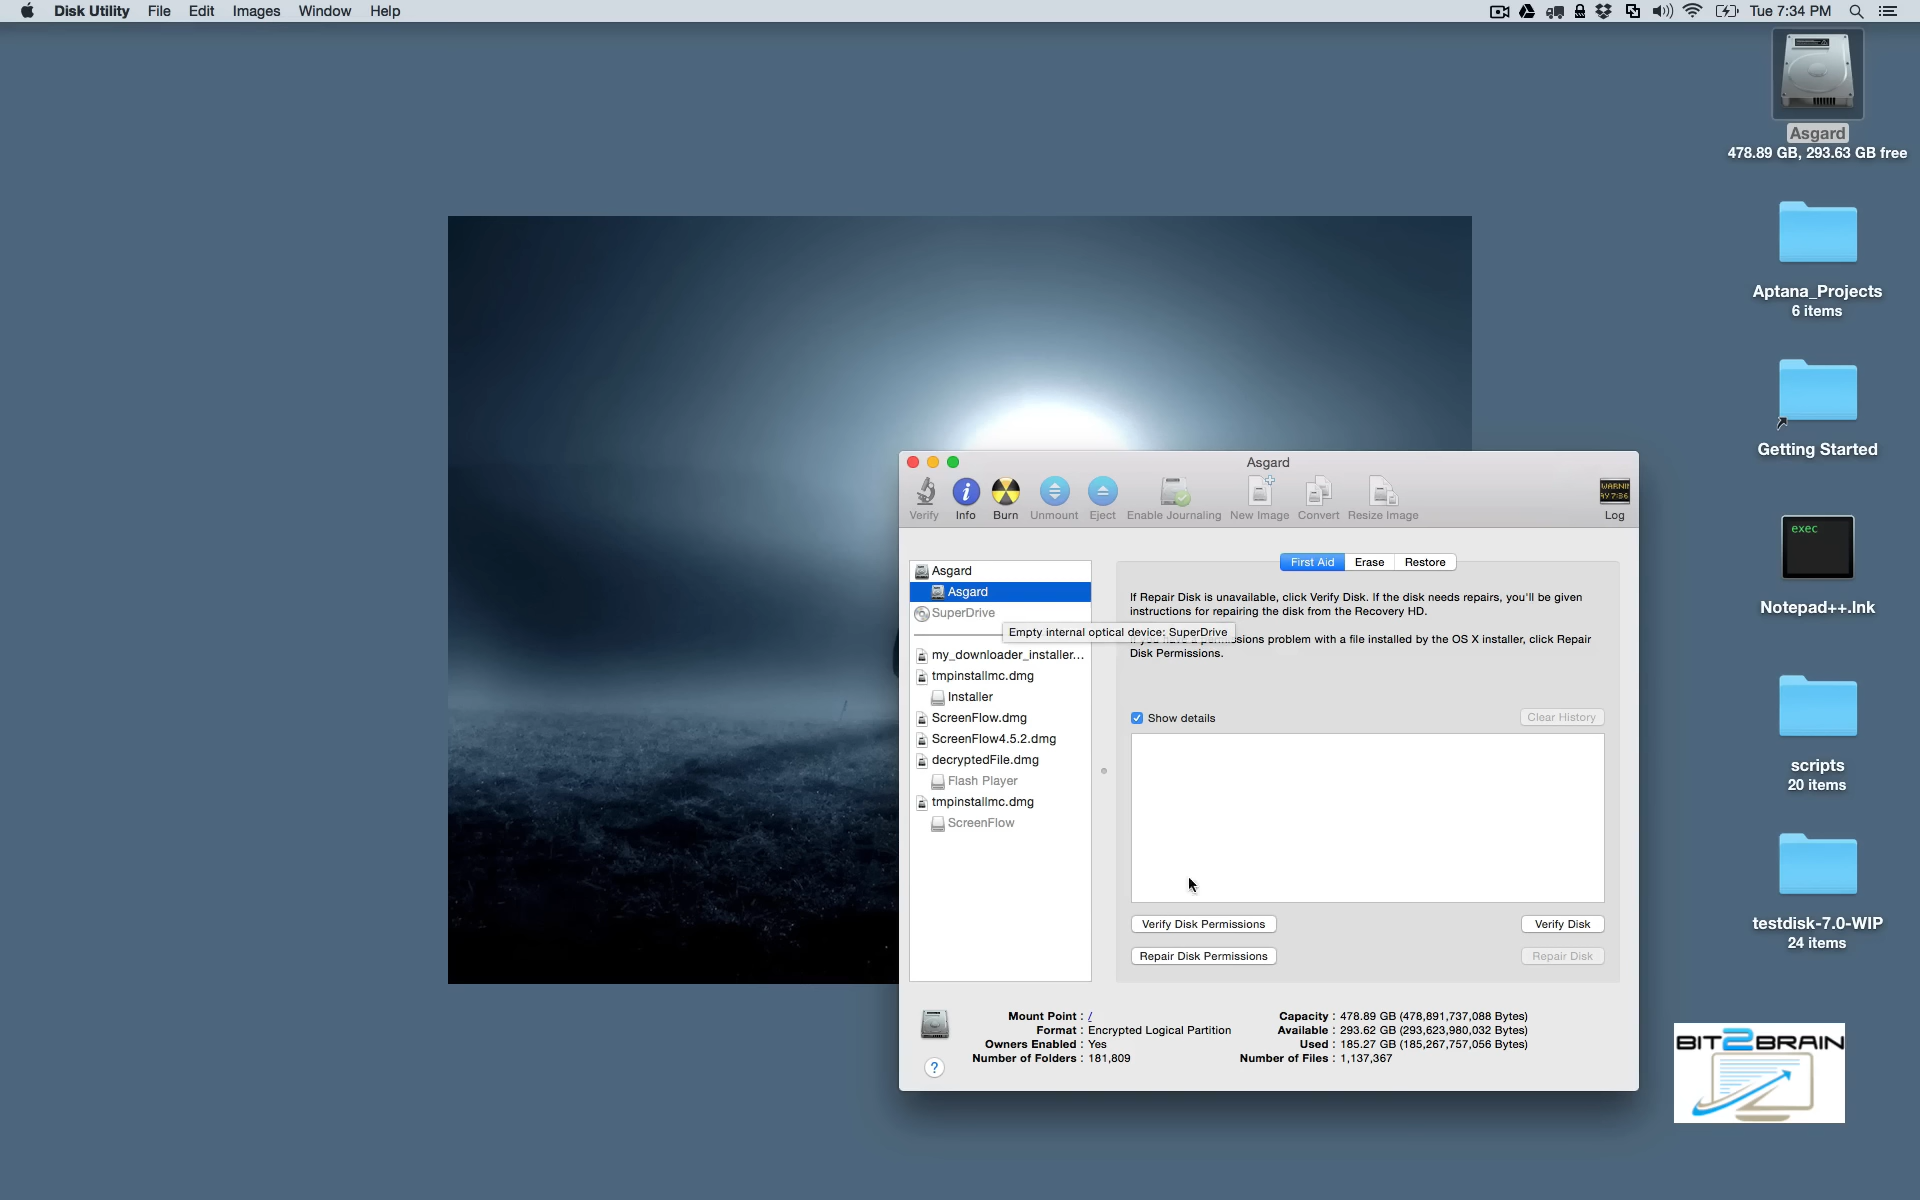 Disk Utility File Edit Images Window Help
Tue 7:34 PM
Asgard
478.89 GB, 293.63 GB free
Aptana_Projects
6 items
Getting Started
exec
Notepad++.lnk
scripts
20 items
testdisk-7.0-WIP
24 items
BIT2BRAIN
Asgard
Verify Info Burn Unmount Eject Enable Journaling New Image Convert Resize Image Log
WARNIN
AY 7:36
Asgard
Asgard
SuperDrive
Empty internal optical device: SuperDrive
my_downloader_installer...
tmpinstallmc.dmg
Installer
ScreenFlow.dmg
ScreenFlow4.5.2.dmg
decryptedFile.dmg
Flash Player
tmpinstallmc.dmg
ScreenFlow
First Aid Erase Restore
If Repair Disk is unavailable, click Verify Disk. If the disk needs repairs, you'll be given
instructions for repairing the disk from the Recovery HD.
problem with a file installed by the OS X installer, click Repair
Disk Permissions.
Show details
Clear History
Verify Disk Permissions Verify Disk
Repair Disk Permissions Repair Disk
Mount Point : / Capacity : 478.89 GB (478,891,737,088 Bytes)
Format : Encrypted Logical Partition Available : 293.62 GB (293,623,980,032 Bytes)
Owners Enabled : Yes Used : 185.27 GB (185,267,757,056 Bytes)
Number of Folders : 181,809 Number of Files : 1,137,367
?